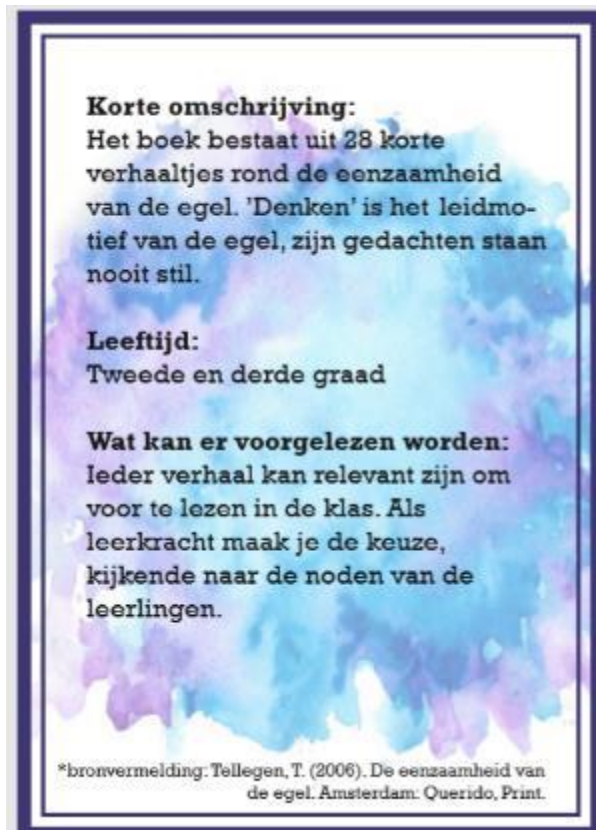 Korte omschrijving:
Het boek bestaat uit 28 korte
verhaaltjes rond de eenzaamheid
van de egel. 'Denken' is het leidmo-
tief van de egel, zijn gedachten staan
nooit stil.
Leeftijd:
Tweede en derde graad
Wat kan er voorgelezen worden:
Ieder verhaal kan relevant zijn om
voor te lezen in de klas. Als
leerkracht maak je de keuze,
kijkende naar de noden van de
leerlingen.
*bronvermelding: Tellegen, T. (2006). De eenzaamheid van
de egel. Amsterdam: Querido, Print.